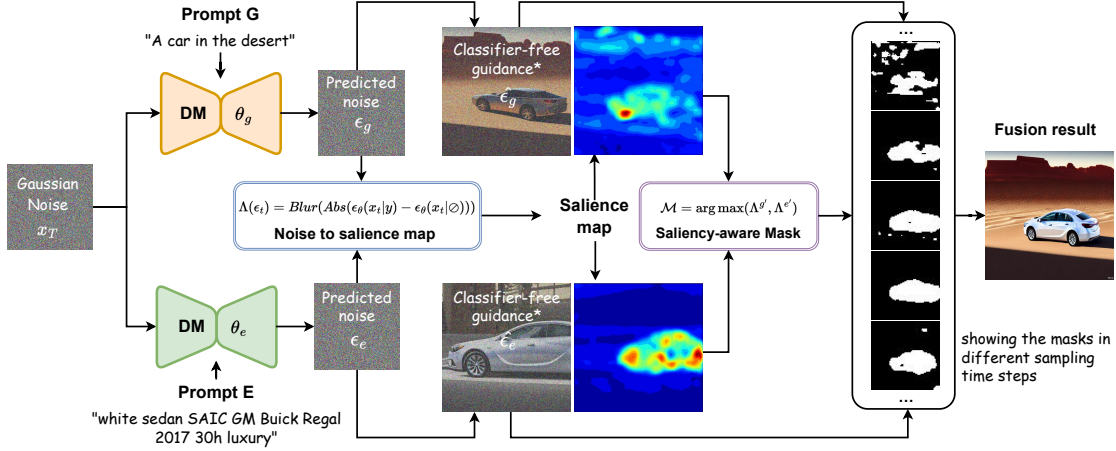 Prompt G
"A car in the desert"
DM
θ_g
Predicted
noise
ϵ_g
Classifier-free
guidance*
ϵ̂_g
...
Gaussian
Noise
x_T
Λ(ϵ_t) = Blur(Abs(ϵ_θ(x_t|y) − ϵ_θ(x_t|∅)))
Noise to salience map
Salience
map
M = arg max(Λ^{g'}, Λ^{e'})
Saliency-aware Mask
Fusion result
DM
θ_e
Predicted
noise
ϵ_e
Classifier-free
guidance*
ϵ̂_e
Prompt E
"white sedan SAIC GM Buick Regal
2017 30h luxury"
...
showing the masks in
different sampling
time steps